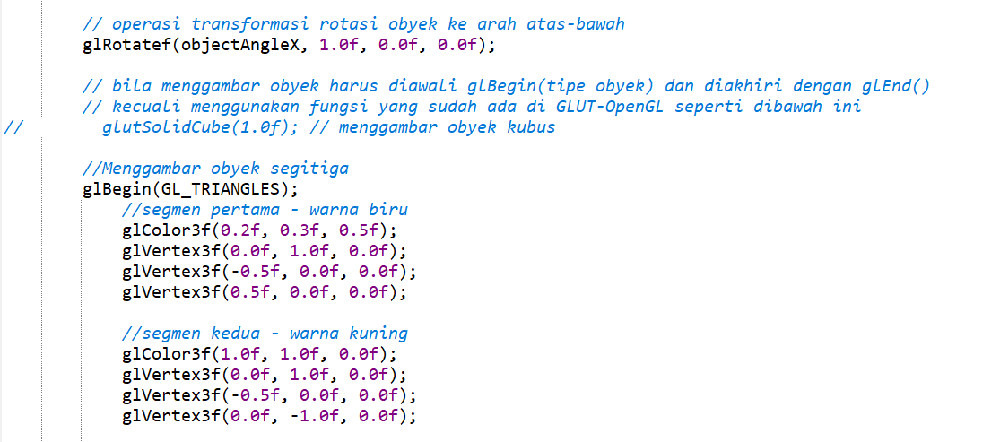 // operasi transformasi rotasi obyek ke arah atas-bawah
glRotatef(objectAngleX, 1.0f, 0.0f, 0.0f);
// bila menggambar obyek harus diawali glBegin(tipe obyek) dan diakhiri dengan glEnd()
// kecuali menggunakan fungsi yang sudah ada di GLUT-OpenGL seperti dibawah ini
// glutSolidCube(1.0f); // menggambar obyek kubus
//Menggambar obyek segitiga
glBegin(GL_TRIANGLES);
//segmen pertama - warna biru
glColor3f(0.2f, 0.3f, 0.5f);
glVertex3f(0.0f, 1.0f, 0.0f);
glVertex3f(-0.5f, 0.0f, 0.0f);
glVertex3f(0.5f, 0.0f, 0.0f);
//segmen kedua - warna kuning
glColor3f(1.0f, 1.0f, 0.0f);
glVertex3f(0.0f, 1.0f, 0.0f);
glVertex3f(-0.5f, 0.0f, 0.0f);
glVertex3f(0.0f, -1.0f, 0.0f);